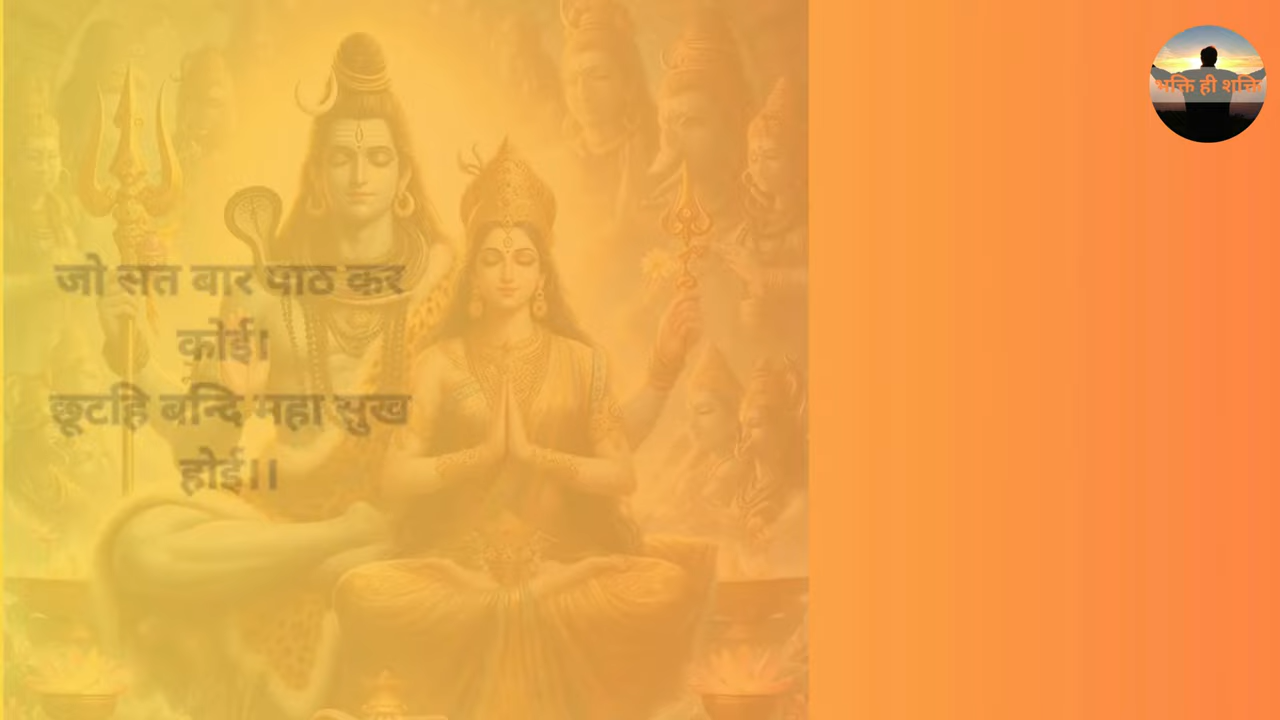 भक्ति ही शक्ति
जो सत बार पाठ कर
कोई।
छूटहि बन्दि महा सुख
होई।।